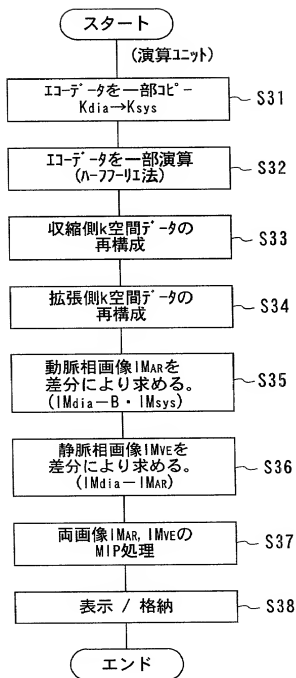 スタート
(演算ユニット)
エコーデータを一部コピー
Kdia→Ksys
S31
エコーデータを一部演算
(ハーフフーリエ法)
S32
収縮側k空間データの
再構成
S33
拡張側k空間データの
再構成
S34
動脈相画像IMARを
差分により求める。
(IMdia－B・IMsys)
S35
静脈相画像IMVEを
差分により求める。
(IMdia－IMAR)
S36
両画像IMAR, IMVEの
MIP処理
S37
表示 / 格納
S38
エンド